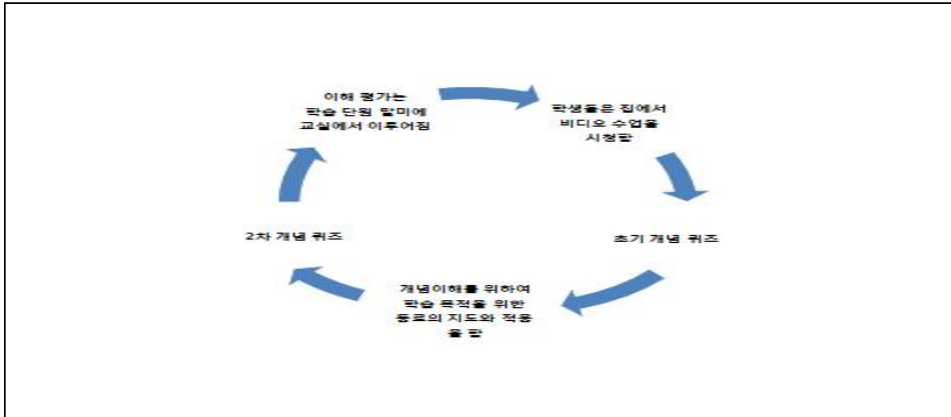 이해 평가는
학습 단원 말미에
교실에서 이루어짐
학생들은 집에서
비디오 수업을
시청함
초기 개념 퀴즈
개념이해를 위하여
학습 목적을 위한
동료의 지도와 적용
을 함
2차 개념 퀴즈